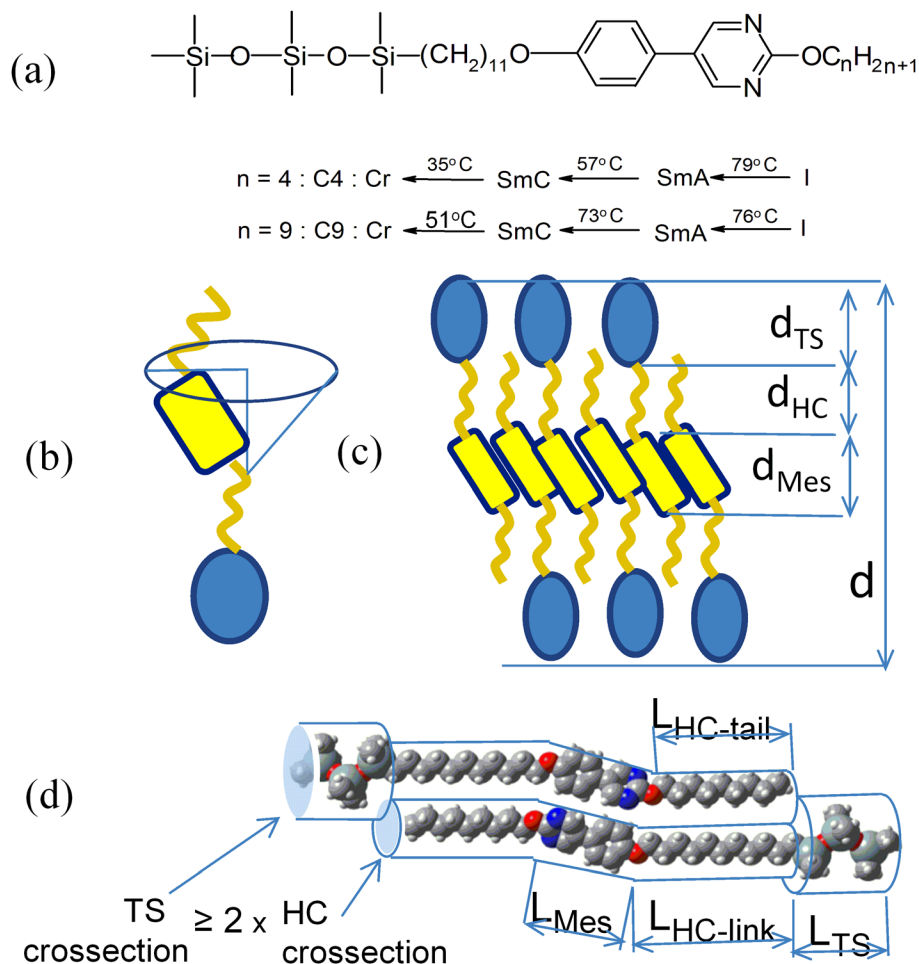 (a)
Si—O—Si—O—Si—(CH2)11O
N
N
OCnH2n+1
n = 4 : C4 : Cr 35°C SmC 57°C SmA 79°C I
n = 9 : C9 : Cr 51°C SmC 73°C SmA 76°C I
(b)
(c)
dTS
dHC
dMes
d
(d)
LHC-tail
TS crossection ≥ 2 x HC crossection
LMes
LHC-link
LTS